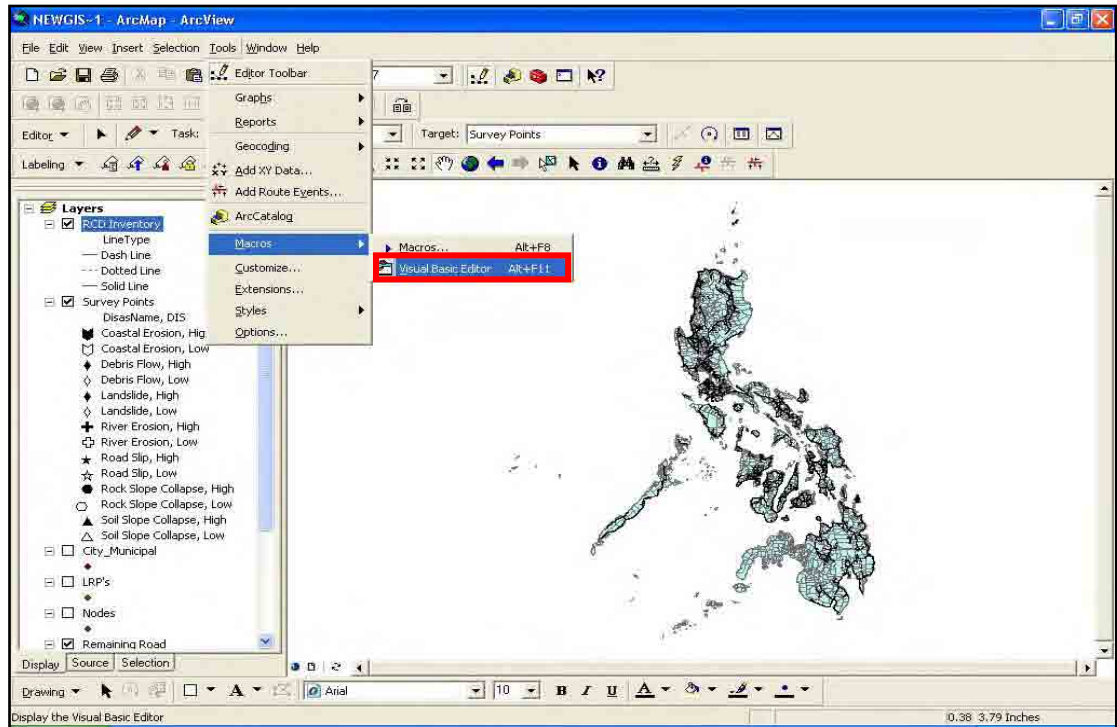 NEWGIS~1 - ArcMap - ArcView
File Edit View Insert Selection Tools Window Help
Editor Task: Target: Survey Points
Labeling
Editor Toolbar
Graphs
Reports
Geocoding
Add XY Data...
Add Route Events...
ArcCatalog
Macros
Customize...
Extensions...
Styles
Options...
Macros... Alt+F8
Visual Basic Editor Alt+F11
Layers
RCD Inventory
LineType
Dash Line
Dotted Line
Solid Line
Survey Points
DisasName, DIS
Coastal Erosion, Hig
Coastal Erosion, Low
Debris Flow, High
Debris Flow, Low
Landslide, High
Landslide, Low
River Erosion, High
River Erosion, Low
Road Slip, High
Road Slip, Low
Rock Slope Collapse, High
Rock Slope Collapse, Low
Soil Slope Collapse, High
Soil Slope Collapse, Low
City_Municipal
LRP's
Nodes
Remaining Road
Display Source Selection
Drawing A Arial 10 B I U A
Display the Visual Basic Editor 0.38 3.79 Inches